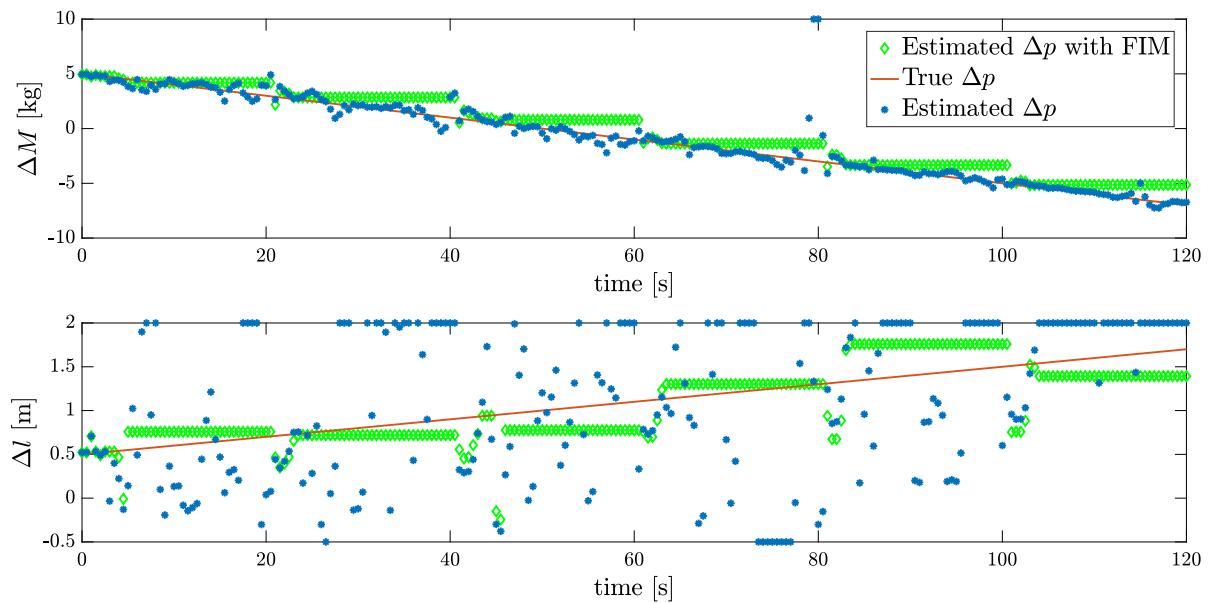 10
5
0
-5
-10
ΔM [kg]
0 20 40 60 80 100 120
time [s]
Estimated Δp with FIM
True Δp
Estimated Δp
2
1.5
1
0.5
0
-0.5
Δl [m]
0 20 40 60 80 100 120
time [s]